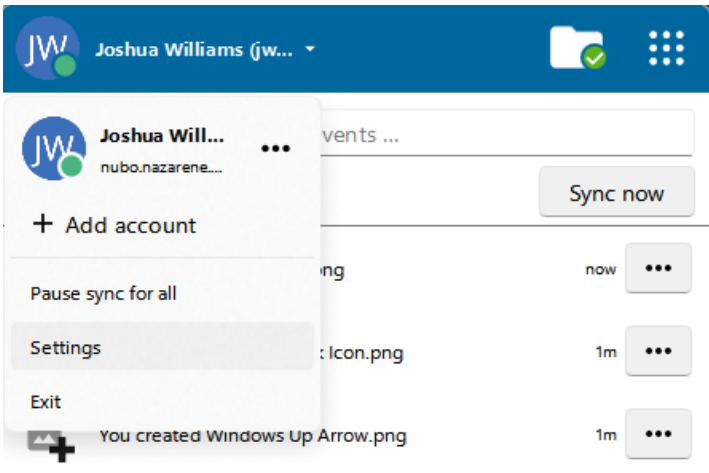 JW Joshua Williams (jw...
JW Joshua Will...
nubo.nazarene....
vents ...
+ Add account
Sync now
ng now
Pause sync for all
Settings
Icon.png 1m
Exit
You created Windows Up Arrow.png 1m